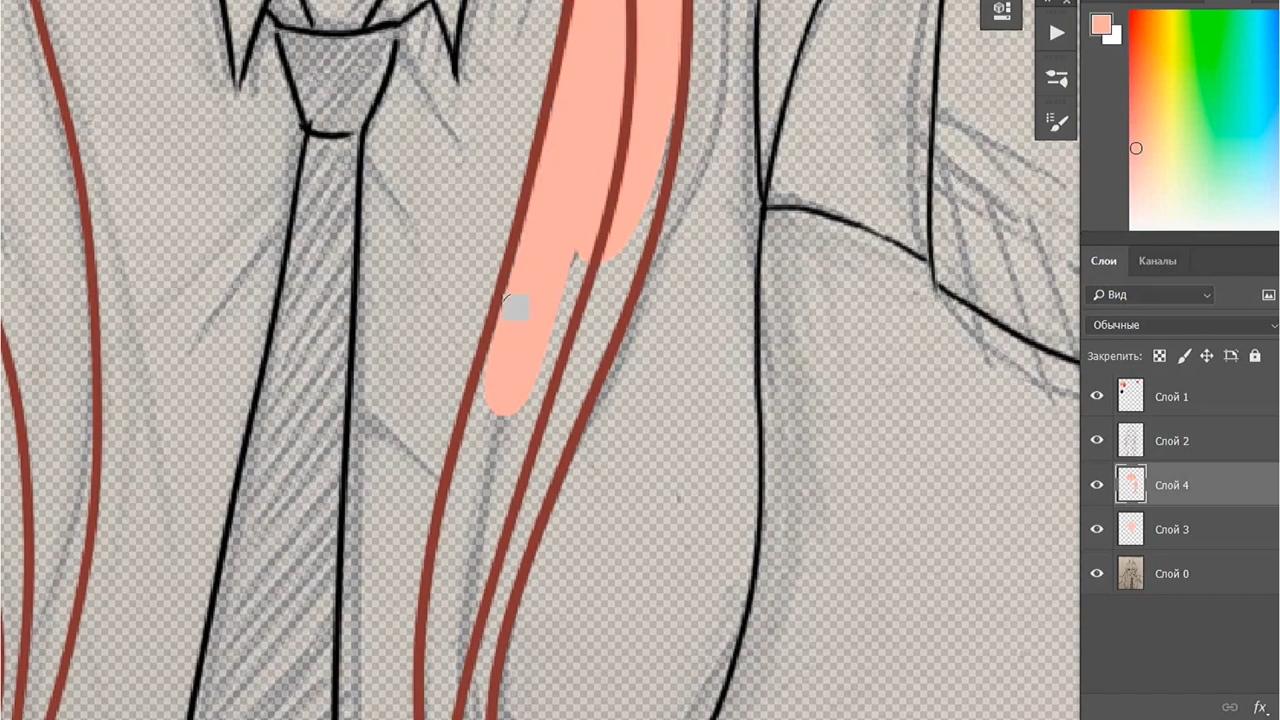 Слои Каналы
Вид
Обычные
Закрепить:
Слой 1
Слой 2
Слой 4
Слой 3
Слой 0
fx